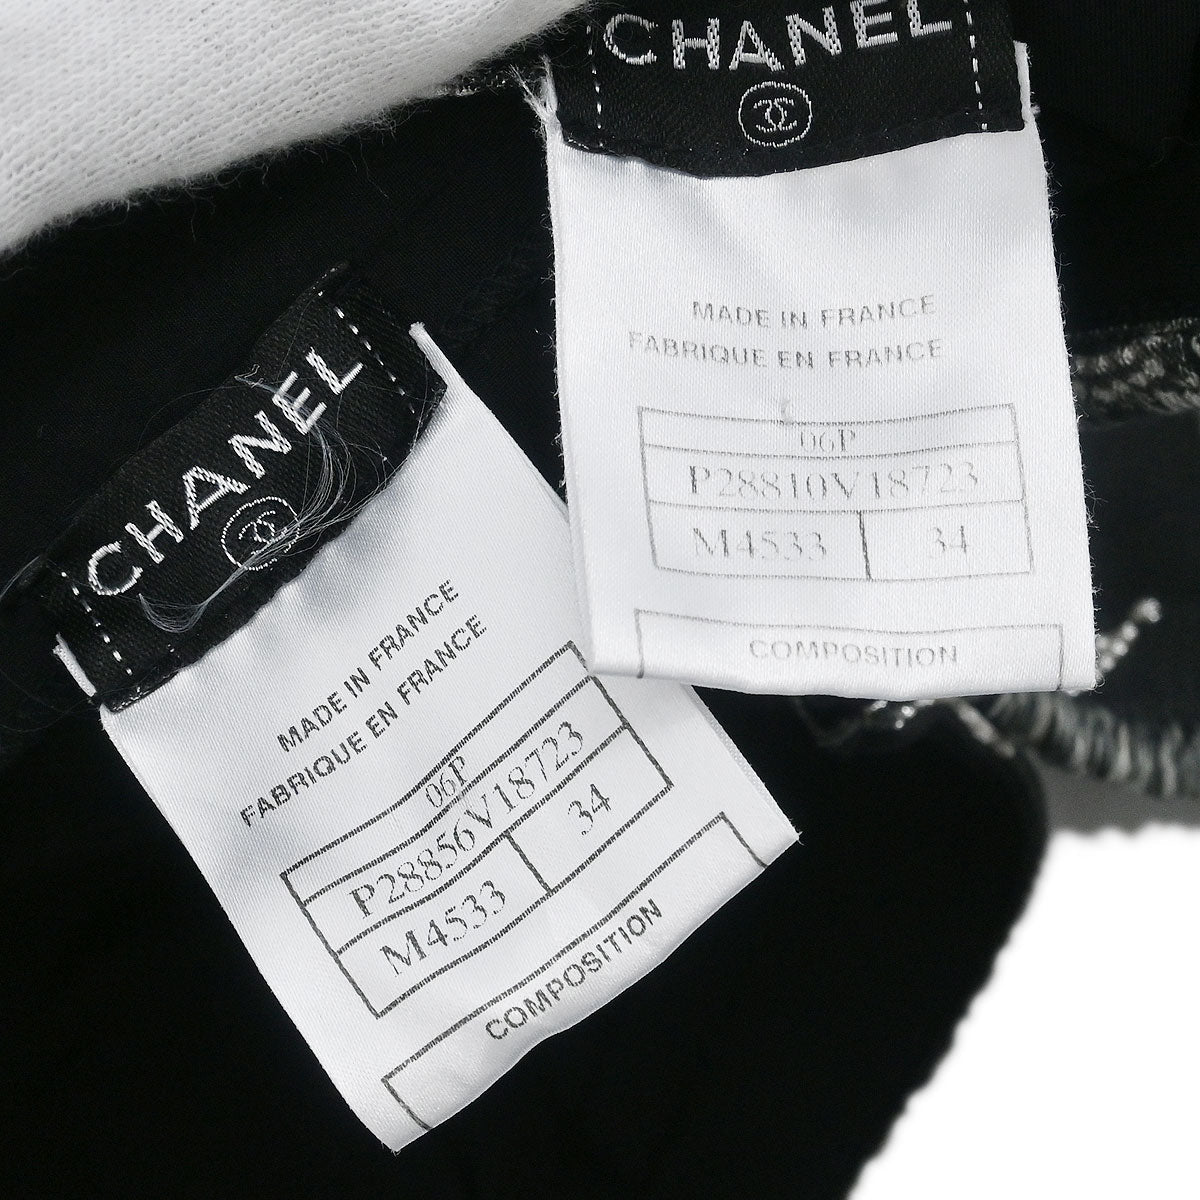 CHANEL
MADE IN FRANCE
FABRIQUE EN FRANCE
06P
P28810V18723
M4533 34
COMPOSITION
CHANEL
MADE IN FRANCE
FABRIQUE EN FRANCE
06P
P28856V18723
M4533 34
COMPOSITION